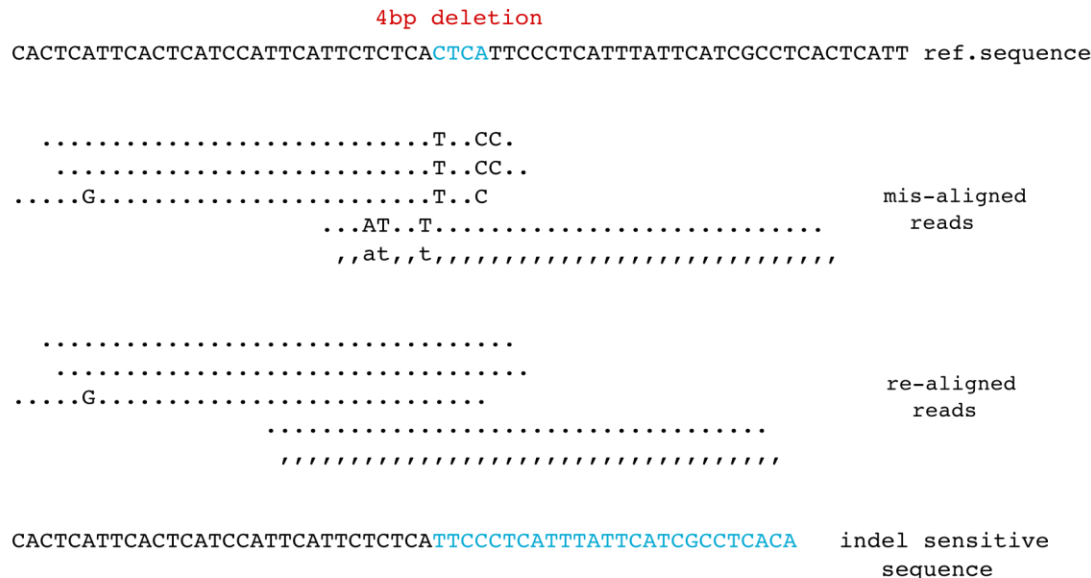 4bp deletion
CACTCATTCACTCATCCATTCATTCTCTCACTCATTCCCTCATTTATTCATCGCCTCACTCATT ref.sequence
............................T..CC.
...........................T..CC..
.....G........................T..C
...AT..T............................
,,at,,t,,,,,,,,,,,,,,,,,,,,,,,,,,,,,
mis-aligned
reads
..................................
..................................
.....G............................
....................................
,,,,,,,,,,,,,,,,,,,,,,,,,,,,,,,,,,,,
re-aligned
reads
CACTCATTCACTCATCCATTCATTCTCTCATTCCCTCATTTATTCATCGCCTCACA indel sensitive
sequence